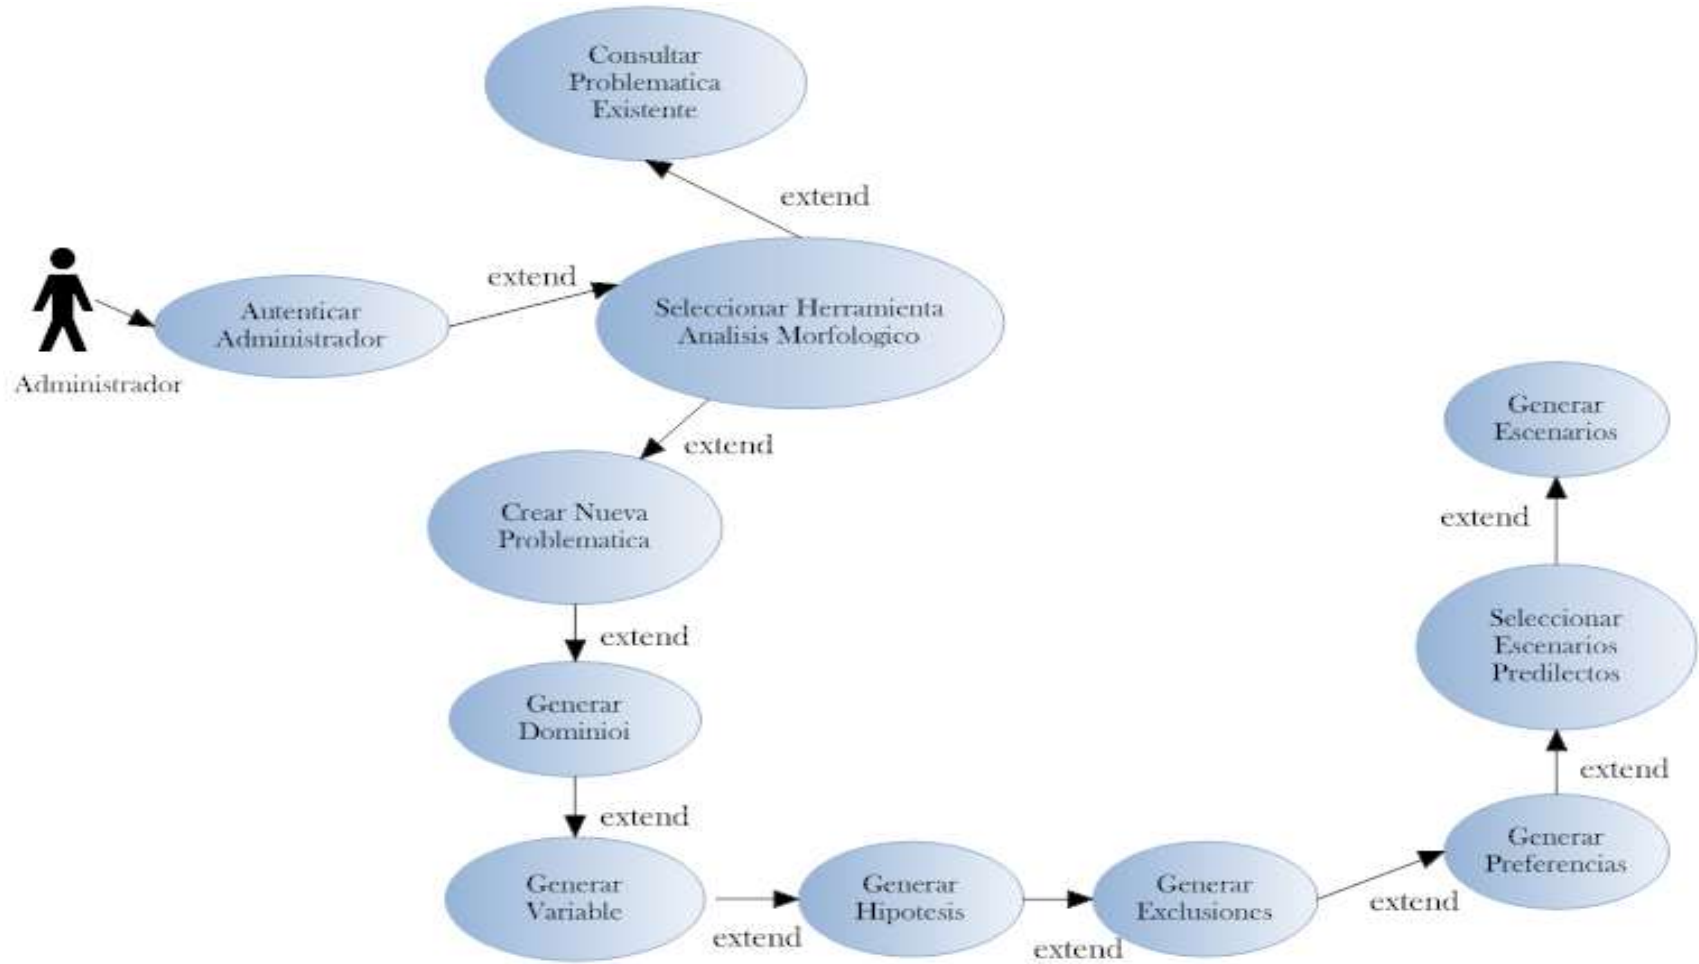 Consultar
Problematica
Existente
extend
extend
Seleccionar Herramienta
Analisis Morfologico
Autenticar
Administrador
Administrador
extend
Crear Nueva
Problematica
extend
Generar
Dominioi
extend
Generar
Variable
extend
Generar
Hipotesis
extend
Generar
Exclusiones
extend
Generar
Preferencias
extend
Seleccionar
Escenarios
Predilectos
extend
Generar
Escenarios